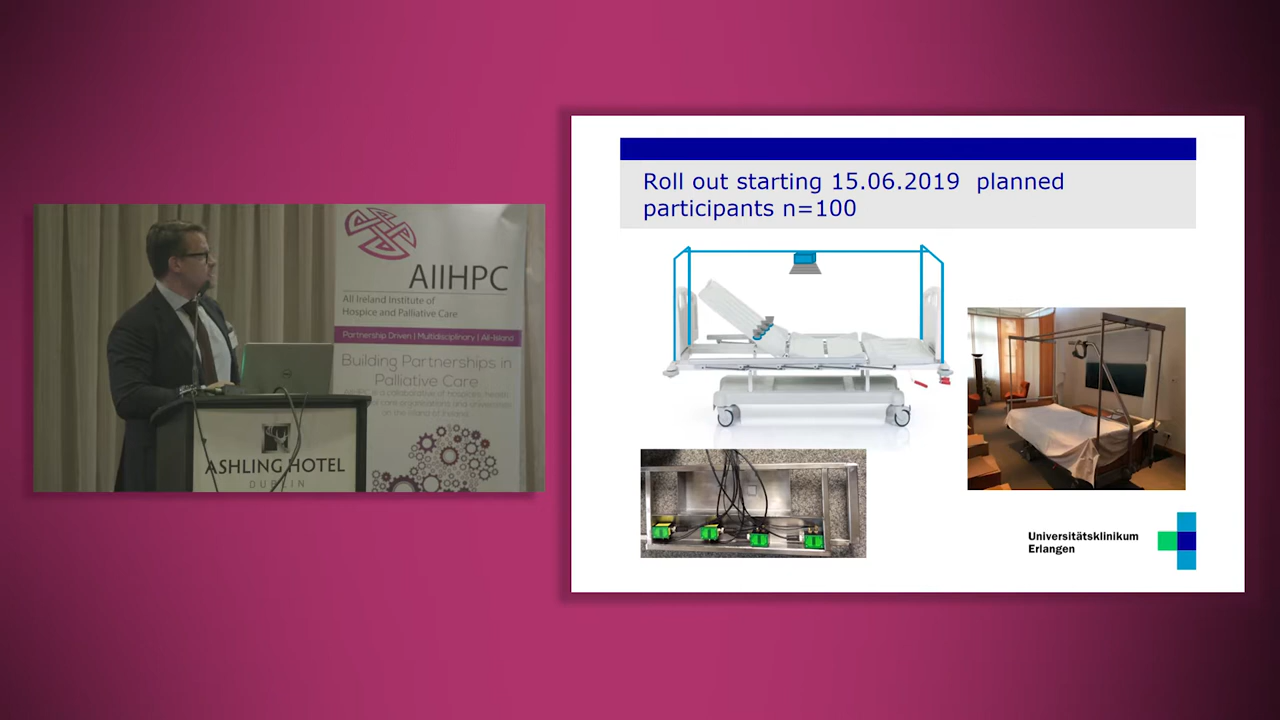 AIIHPC
All Ireland Institute of
Hospice and Palliative Care
Partnership Driven | Multidisciplinary | All-Island
Building Partnerships in
Palliative Care
ASHLING HOTEL
DUBLIN
Roll out starting 15.06.2019 planned
participants n=100
Universitätsklinikum
Erlangen